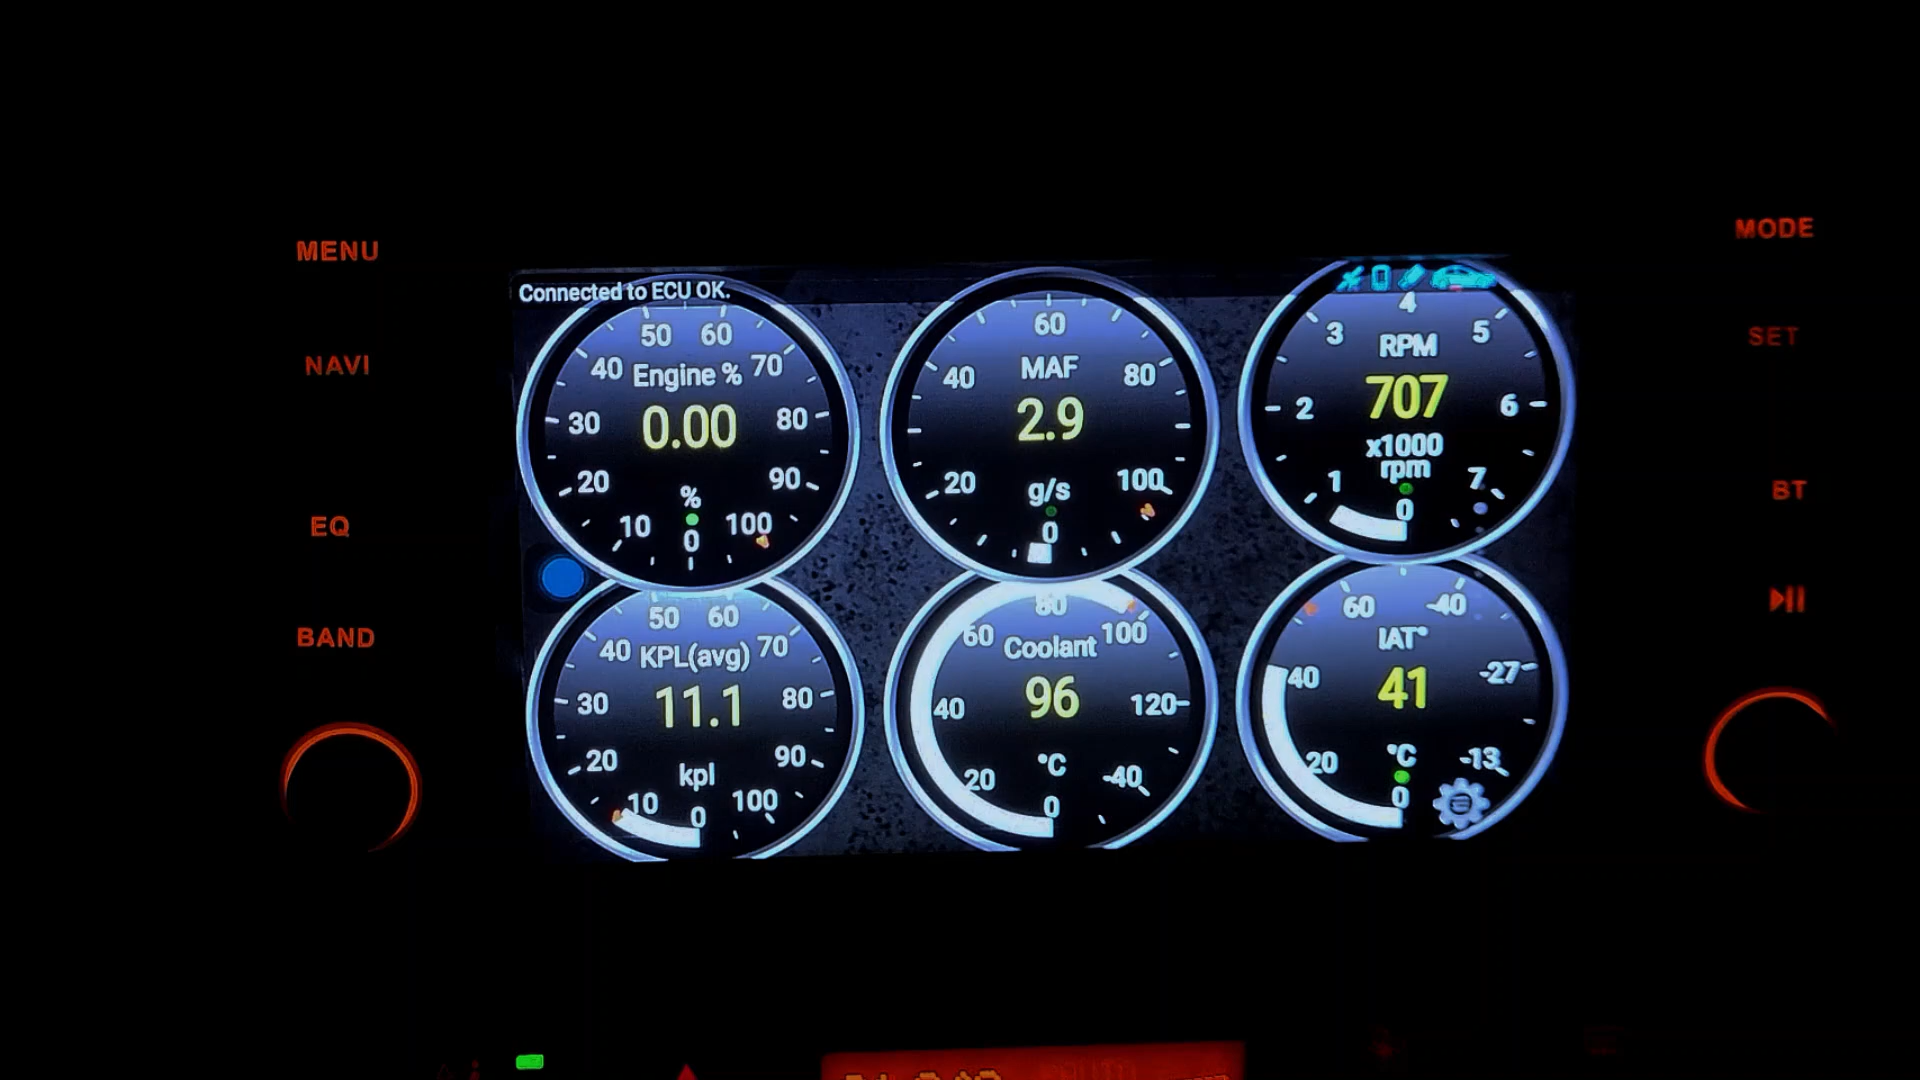 MENU
NAVI
EQ
BAND
Connected to ECU OK.
50 60
40 Engine % 70
0.00
30 80
20 90
%
10 100
0
60
40 MAF 80
2.9
20 100
g/s
0
4
3 5
RPM
707
2 6
x1000
rpm
1 7
0
50 60
40 KPL(avg) 70
11.1
30 80
20 90
kpl
10 100
0
80
60 Coolant 100
96
40 120
°C
20 -40
0
60 -40
IAT°
40 41 -27
°C
20 -13
0
MODE
SET
BT